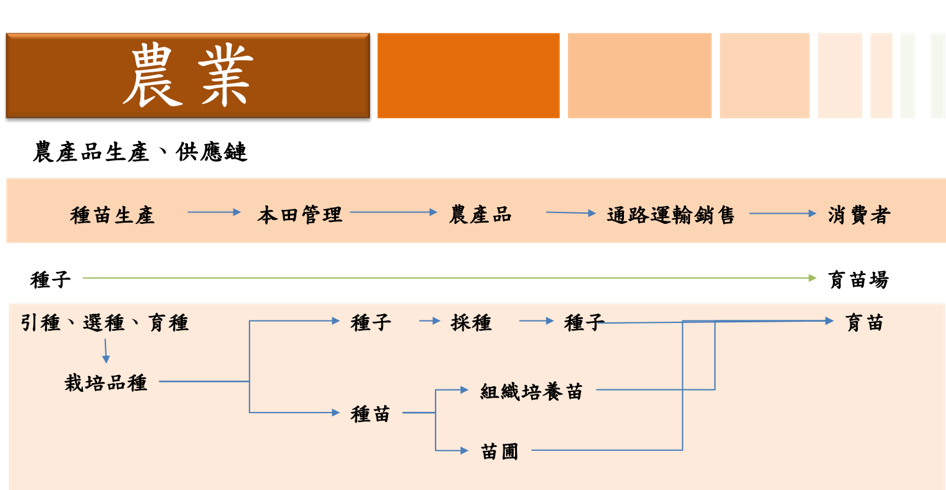 農業
農產品生產、供應鏈
種苗生產 本田管理 農產品 通路運輸銷售 消費者
種子 育苗場
引種、選種、育種 種子 採種 種子 育苗
栽培品種 組織培養苗
種苗
苗圃